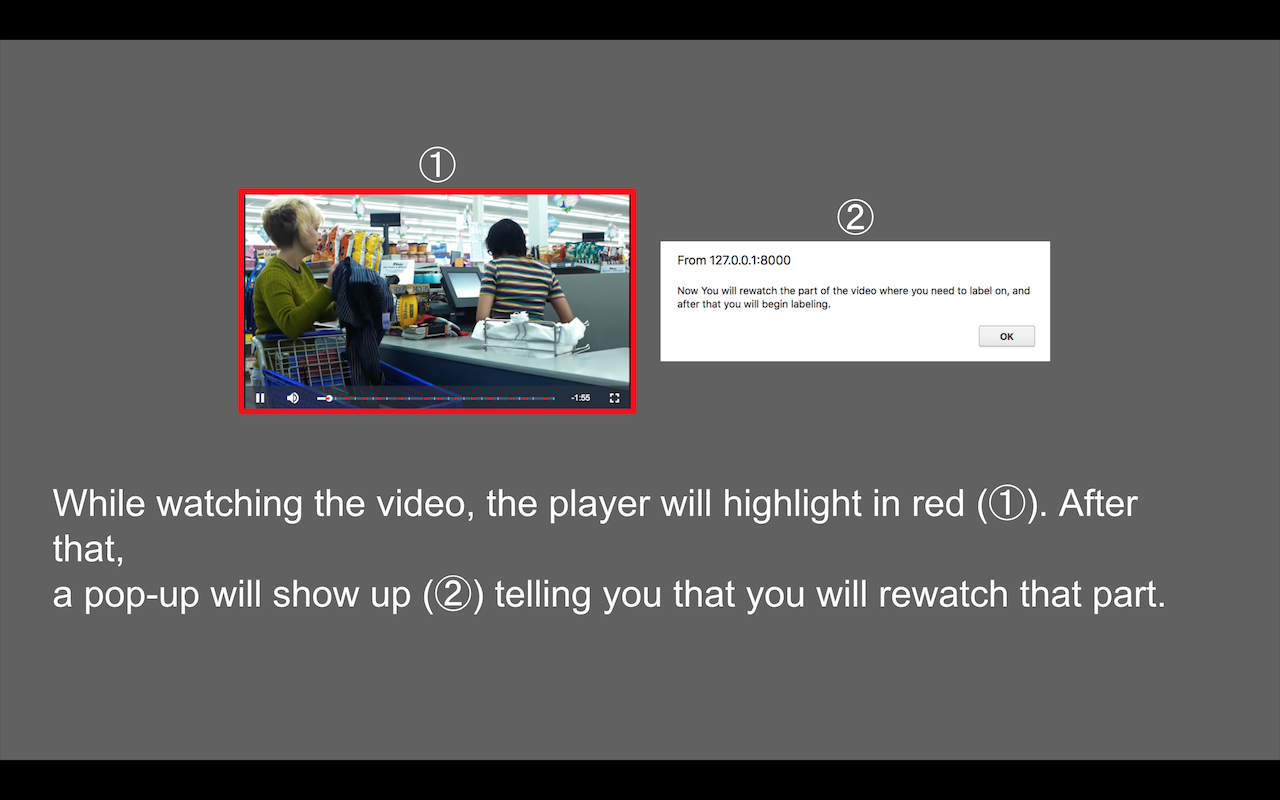 ①
②
From 127.0.0.1:8000
Now You will rewatch the part of the video where you need to label on, and
after that you will begin labeling.
OK
-1:55
While watching the video, the player will highlight in red (①). After
that,
a pop-up will show up (②) telling you that you will rewatch that part.